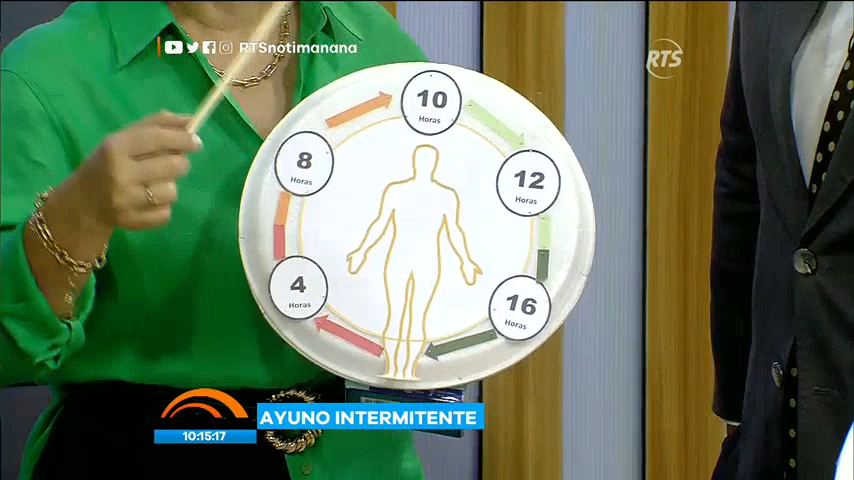 RTSnotimanana
RTS
10
Horas
8
Horas
12
Horas
4
Horas
16
Horas
AYUNO INTERMITENTE
10:15:17